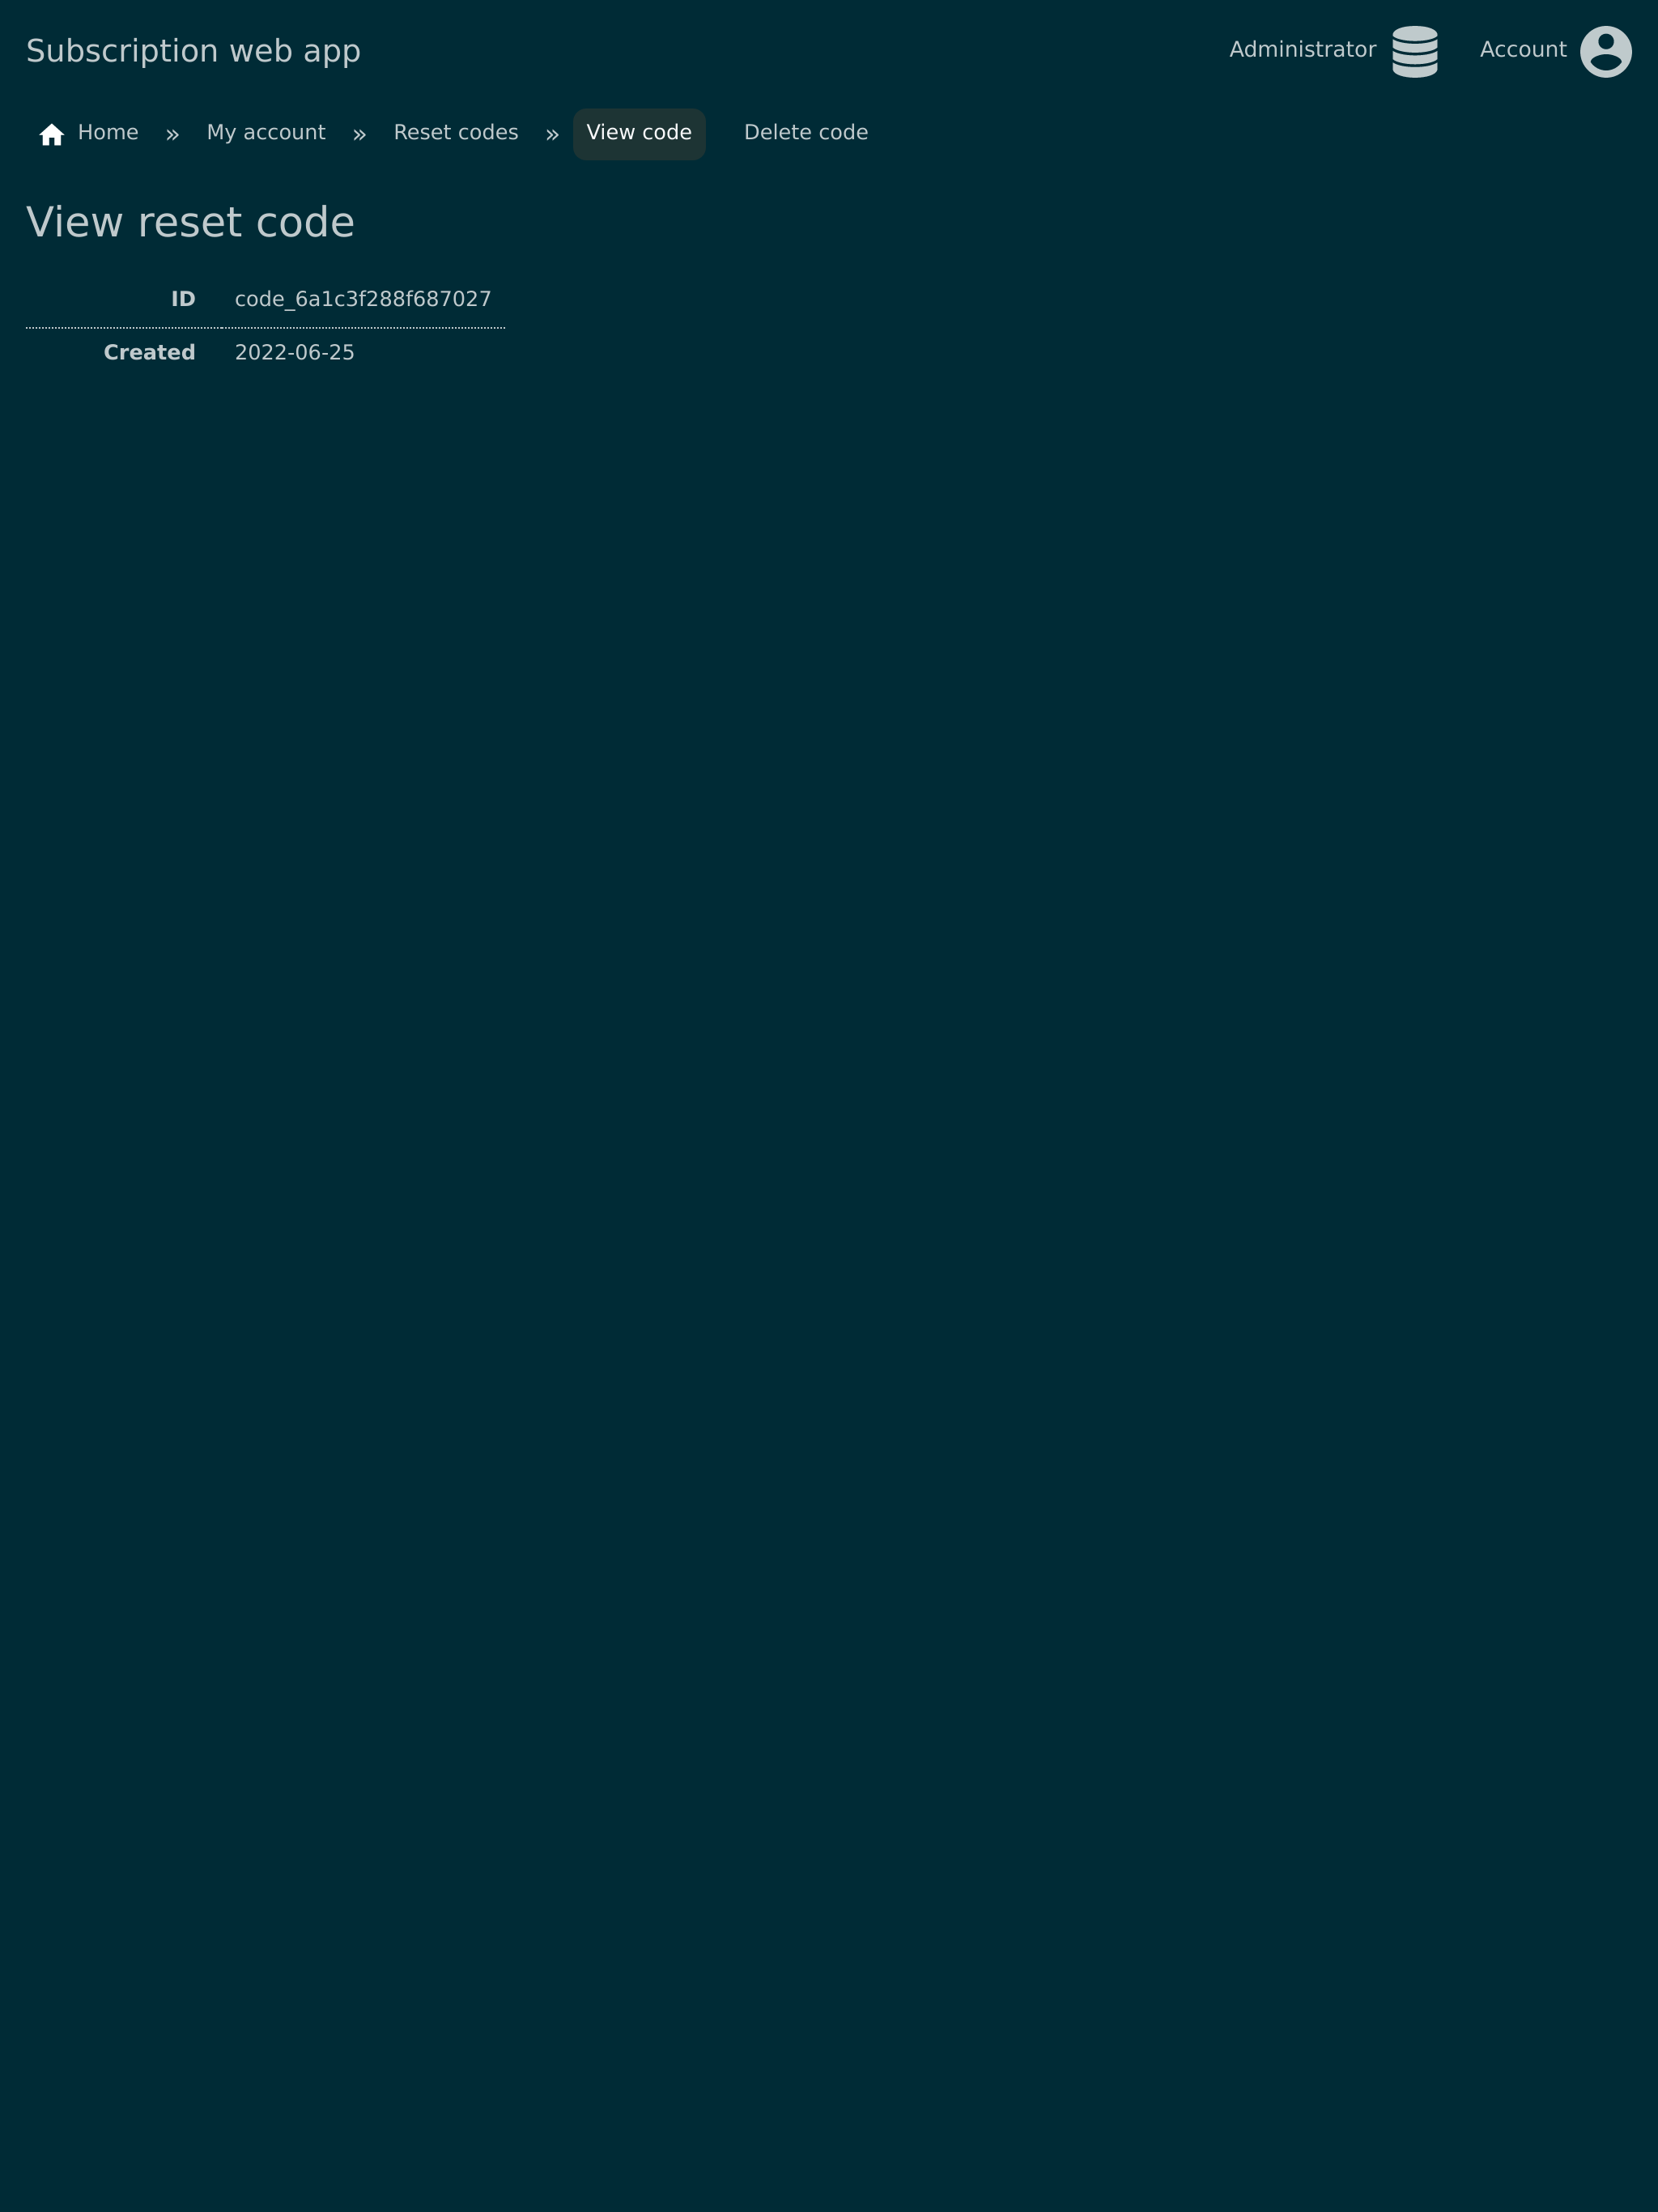 Subscription web app Administrator Account
Home » My account » Reset codes » View code Delete code
View reset code
ID code_6a1c3f288f687027
Created 2022-06-25